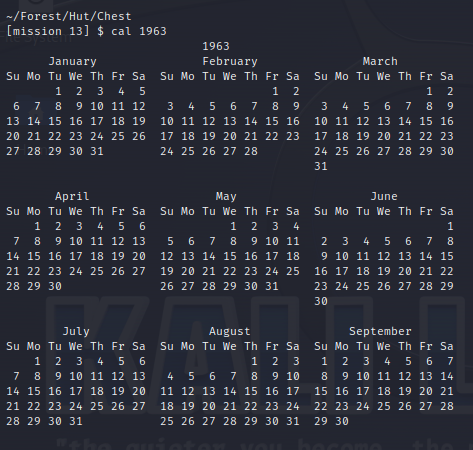 ~/Forest/Hut/Chest
[mission 13] $ cal 1963
1963
January February March
Su Mo Tu We Th Fr Sa Su Mo Tu We Th Fr Sa Su Mo Tu We Th Fr Sa
1 2 3 4 5 1 2 1 2
6 7 8 9 10 11 12 3 4 5 6 7 8 9 3 4 5 6 7 8 9
13 14 15 16 17 18 19 10 11 12 13 14 15 16 10 11 12 13 14 15 16
20 21 22 23 24 25 26 17 18 19 20 21 22 23 17 18 19 20 21 22 23
27 28 29 30 31 24 25 26 27 28 24 25 26 27 28 29 30
31
April May June
Su Mo Tu We Th Fr Sa Su Mo Tu We Th Fr Sa Su Mo Tu We Th Fr Sa
1 2 3 4 5 6 1 2 3 4 1
7 8 9 10 11 12 13 5 6 7 8 9 10 11 2 3 4 5 6 7 8
14 15 16 17 18 19 20 12 13 14 15 16 17 18 9 10 11 12 13 14 15
21 22 23 24 25 26 27 19 20 21 22 23 24 25 16 17 18 19 20 21 22
28 29 30 26 27 28 29 30 31 23 24 25 26 27 28 29
30
July August September
Su Mo Tu We Th Fr Sa Su Mo Tu We Th Fr Sa Su Mo Tu We Th Fr Sa
1 2 3 4 5 6 1 2 3 1 2 3 4 5 6 7
7 8 9 10 11 12 13 4 5 6 7 8 9 10 8 9 10 11 12 13 14
14 15 16 17 18 19 20 11 12 13 14 15 16 17 15 16 17 18 19 20 21
21 22 23 24 25 26 27 18 19 20 21 22 23 24 22 23 24 25 26 27 28
28 29 30 31 25 26 27 28 29 30 31 29 30
KALI L
"the quieter you become, the